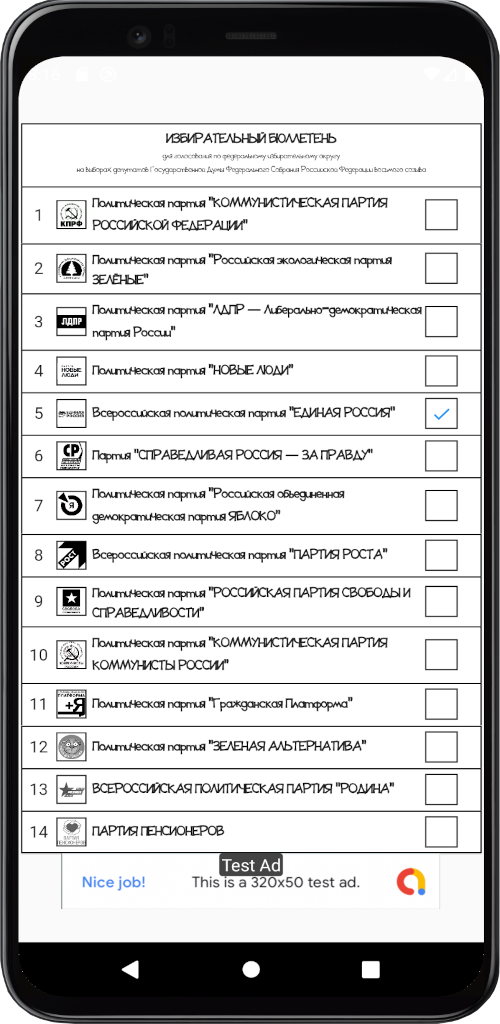 ИЗБИРАТЕЛЬНЫЙ БЮЛЛЕТЕНЬ
для голосования по федеральному избирательному округу
на выборах депутатов Государственной Думы Федерального Собрания Российской Федерации восьмого созыва
1 КПРФ Политическая партия "КОММУНИСТИЧЕСКАЯ ПАРТИЯ
РОССИЙСКОЙ ФЕДЕРАЦИИ"
2 Политическая партия "Российская экологическая партия
ЗЕЛЁНЫЕ"
3 ЛДПР Политическая партия "ЛДПР — Либерально-демократическая
партия России"
4 НОВЫЕ ЛЮДИ Политическая партия "НОВЫЕ ЛЮДИ"
5 Всероссийская политическая партия "ЕДИНАЯ РОССИЯ"
6 СР Партия "СПРАВЕДЛИВАЯ РОССИЯ — ЗА ПРАВДУ"
7 Я Политическая партия "Российская объединенная
демократическая партия ЯБЛОКО"
8 РОСТ Всероссийская политическая партия "ПАРТИЯ РОСТА"
9 Политическая партия "РОССИЙСКАЯ ПАРТИЯ СВОБОДЫ И
СПРАВЕДЛИВОСТИ"
10 Политическая партия "КОММУНИСТИЧЕСКАЯ ПАРТИЯ
КОММУНИСТЫ РОССИИ"
11 ПЛАТФОРМА +Я Политическая партия "Гражданская Платформа"
12 Политическая партия "ЗЕЛЕНАЯ АЛЬТЕРНАТИВА"
13 ВСЕРОССИЙСКАЯ ПОЛИТИЧЕСКАЯ ПАРТИЯ "РОДИНА"
14 ПАРТИЯ ПЕНСИОНЕРОВ ПАРТИЯ ПЕНСИОНЕРОВ
Test Ad
Nice job! This is a 320x50 test ad.